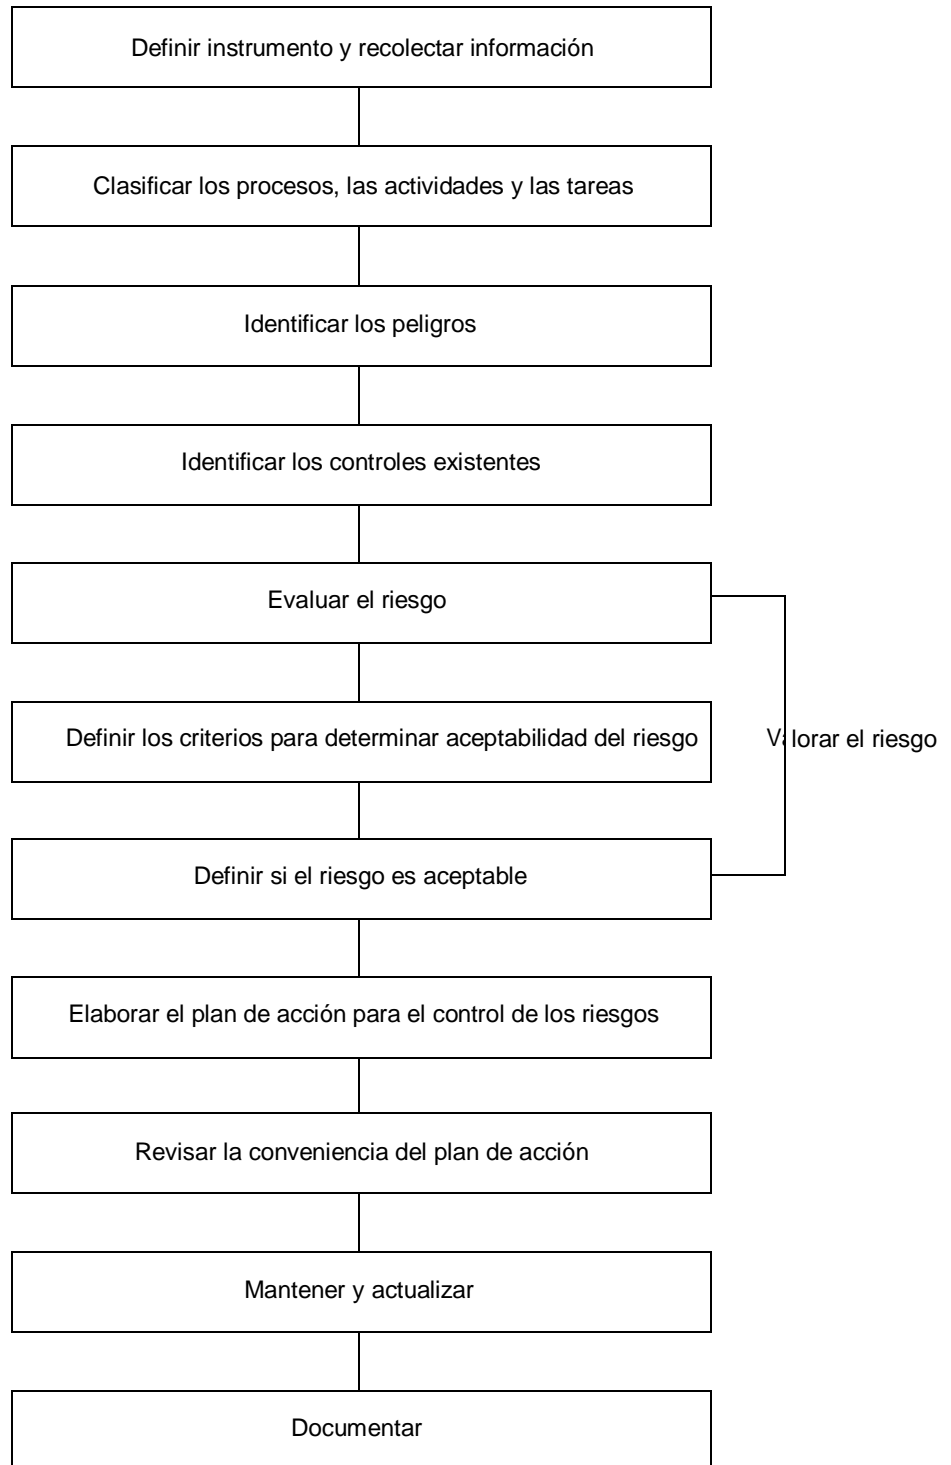 Definir instrumento y recolectar información
Clasificar los procesos, las actividades y las tareas
Identificar los peligros
Identificar los controles existentes
Evaluar el riesgo
Definir los criterios para determinar aceptabilidad del riesgo
Valorar el riesgo
Definir si el riesgo es aceptable
Elaborar el plan de acción para el control de los riesgos
Revisar la conveniencia del plan de acción
Mantener y actualizar
Documentar